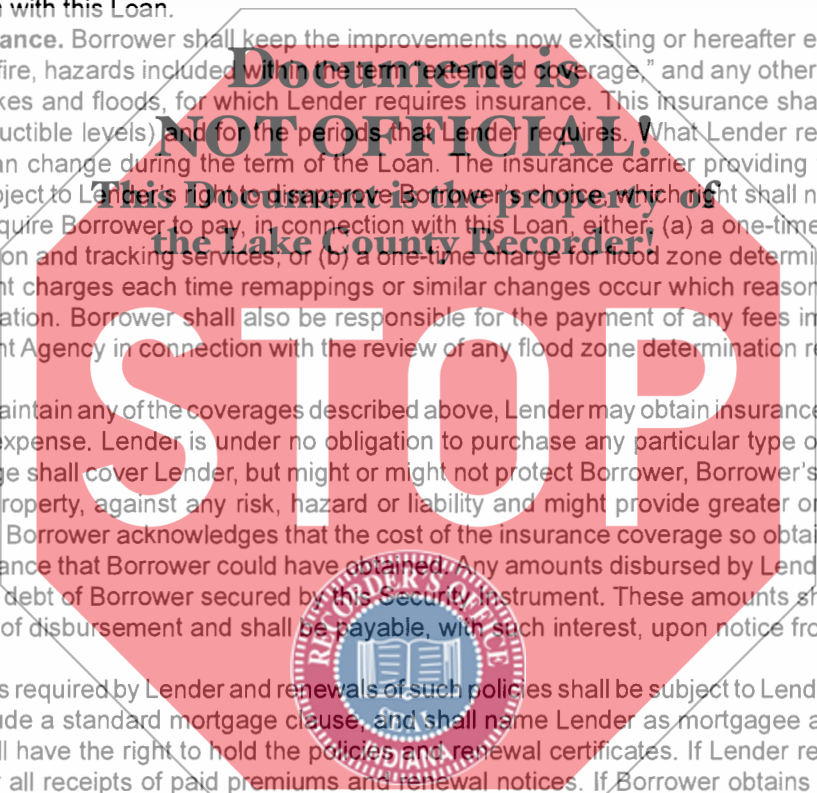 with this Loan.
ance. Borrower shall keep the improvements now existing or hereafter e
Document is
fire, hazards included within the term "extended coverage," and any other
kes and floods, for which Lender requires insurance. This insurance sha
NOT OFFICIAL!
uctible levels) and for the periods that Lender requires. What Lender re
an change during the term of the Loan. The insurance carrier providing
This Document is the property of
bject to Lender's right to disapprove Borrower's choice, which right shall n
quire Borrower to pay, in connection with this Loan, either: (a) a one-time
the Lake County Recorder!
on and tracking services; or (b) a one-time charge for flood zone determi
nt charges each time remappings or similar changes occur which reason
ation. Borrower shall also be responsible for the payment of any fees im
nt Agency in connection with the review of any flood zone determination re
STOP
aintain any of the coverages described above, Lender may obtain insurance
expense. Lender is under no obligation to purchase any particular type o
ge shall cover Lender, but might or might not protect Borrower, Borrower's
roperty, against any risk, hazard or liability and might provide greater or
Borrower acknowledges that the cost of the insurance coverage so obtai
ance that Borrower could have obtained. Any amounts disbursed by Lend
debt of Borrower secured by this Security Instrument. These amounts sh
of disbursement and shall be payable, with such interest, upon notice fro
RECORDER'S OFFICE
SEAL
INDIANA
s required by Lender and renewals of such policies shall be subject to Lend
ude a standard mortgage clause, and shall name Lender as mortgagee a
ll have the right to hold the policies and renewal certificates. If Lender re
all receipts of paid premiums and renewal notices. If Borrower obtains